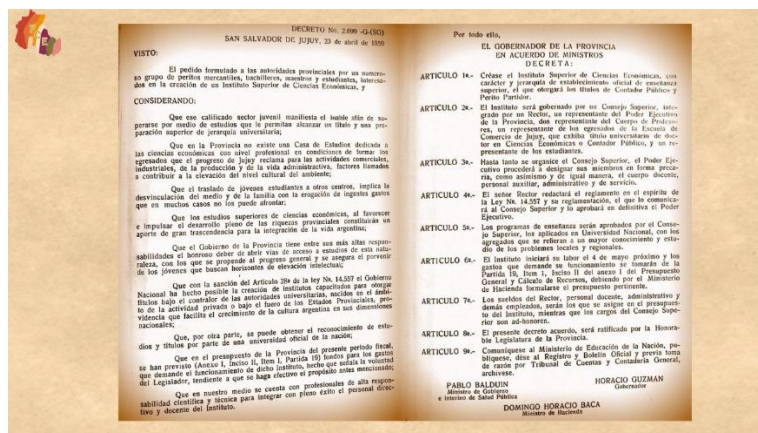 DECRETO No. 2.099 -G-(SG)
SAN SALVADOR DE JUJUY, 23 de abril de 1959
VISTO:
El pedido formulado a las autoridades provinciales por un numero-
so grupo de peritos mercantiles, bachilleres, maestros y estudiantes, interesa-
dos en la creación de un Instituto Superior de Ciencias Económicas, y
CONSIDERANDO:
Que ese calificado sector juvenil manifiesta el loable afán de su-
perarse por medio de estudios que le permitan alcanzar un título y una pre-
paración superior de jerarquía universitaria;
Que en la Provincia no existe una Casa de Estudios dedicada a
las ciencias económicas con nivel profesional en condiciones de formar los
egresados que el progreso de Jujuy reclama para las actividades comerciales,
industriales, de la producción y de la vida administrativa, factores llamados
a contribuir a la elevación del nivel cultural del ambiente;
Que el traslado de jóvenes estudiantes a otros centros, implica la
desvinculación del medio y de la familia con la erogación de ingentes gastos
que en muchos casos no los puede afrontar;
Que los estudios superiores de ciencias económicas, al favorecer
e impulsar el desarrollo pleno de las riquezas provinciales constituirán un
aporte de gran trascendencia para la integración de la vida argentina;
Que el Gobierno de la Provincia tiene entre sus más altas respon-
sabilidades el honroso deber de abrir vías de acceso a estudios de esta natu-
raleza, con los que se propende al progreso general y se asegura el porvenir
de los jóvenes que buscan horizontes de elevación intelectual;
Que con la sanción del Artículo 28º de la ley Nº. 14.557 el Gobierno
Nacional ha hecho posible la creación de Institutos capacitados para otorgar
títulos bajo el contralor de las autoridades universitarias, nacidos en el ámbi-
to de la actividad privada o bajo el fuero de los Estados Provinciales, pro-
videncia que facilita el crecimiento de la cultura argentina en sus dimensiones
nacionales;
Que, por otra parte, se puede obtener el reconocimiento de estu-
dios y títulos por parte de una universidad oficial de la nación;
Que en el presupuesto de la Provincia del presente período fiscal,
se han previsto (Anexo I, Inciso II, Item I, Partida 19) fondos para los gastos
que demande el funcionamiento de dicho Instituto, hecho que señala la voluntad
del Legislador, tendiente a que se haga efectivo el propósito antes mencionado;
Que en nuestro medio se cuenta con profesionales de alta respon-
sabilidad científica y técnica para integrar con pleno éxito el personal direc-
tivo y docente del Instituto.
Por todo ello,
EL GOBERNADOR DE LA PROVINCIA
EN ACUERDO DE MINISTROS
DECRETA:
ARTICULO 1º.- Créase el Instituto Superior de Ciencias Económicas, con
carácter y jerarquía de establecimiento oficial de enseñanza
superior, el que otorgará los títulos de Contador Público y
Perito Partidor.
ARTICULO 2º.- El Instituto será gobernado por un Consejo Superior, inte-
grado por un Rector, un representante del Poder Ejecutivo
de la Provincia, dos representante del Cuerpo de Profeso-
res, un representante de los egresados de la Escuela de
Comercio de Jujuy, que exhiba título universitario de doc-
tor en Ciencias Económicas o Contador Público, y un re-
presentante de los estudiantes.
ARTICULO 3º.- Hasta tanto se organice el Consejo Superior, el Poder Eje-
cutivo procederá a designar sus miembros en forma preca-
ria, como asimismo y de igual manera, el cuerpo docente,
personal auxiliar, administrativo y de servicio.
ARTICULO 4º.- El señor Rector redactará el reglamento en el espíritu de
la Ley Nº. 14.557 y su reglamentación, el que lo comunica-
rá al Consejo Superior y lo aprobará en definitiva el Poder
Ejecutivo.
ARTICULO 5º.- Los programas de enseñanza serán aprobados por el Conse-
jo Superior, los aplicados en Universidad Nacional, con los
agregados que se refieran a un mayor conocimiento y estu-
dio de los problemas locales y regionales.
ARTICULO 6º.- El Instituto iniciará su labor el 4 de mayo próximo y los
gastos que demande su funcionamiento se tomarán de la
Partida 19, Item I, Inciso II del anexo I del Presupuesto
General y Cálculo de Recursos, debiendo por el Ministerio
de Hacienda formularse el presupuesto pertinente.
ARTICULO 7º.- Los sueldos del Rector, personal docente, administrativo y
demás empleados, serán los que se asigne en el presupues-
to del Instituto, mientras que los cargos del Consejo Supe-
rior son ad-honoren.
ARTICULO 8º.- El presente decreto acuerdo, será ratificado por la Honora-
ble Legislatura de la Provincia.
ARTICULO 9º.- Comuníquese al Ministerio de Educación de la Nación, pu-
blíquese, dése al Registro y Boletín Oficial y previa toma
de razón por Tribunal de Cuentas y Contaduría General,
archívese.
PABLO BALDUIN
Ministro de Gobierno
e interino de Salud Pública
HORACIO GUZMAN
Gobernador
DOMINGO HORACIO BACA
Ministro de Hacienda